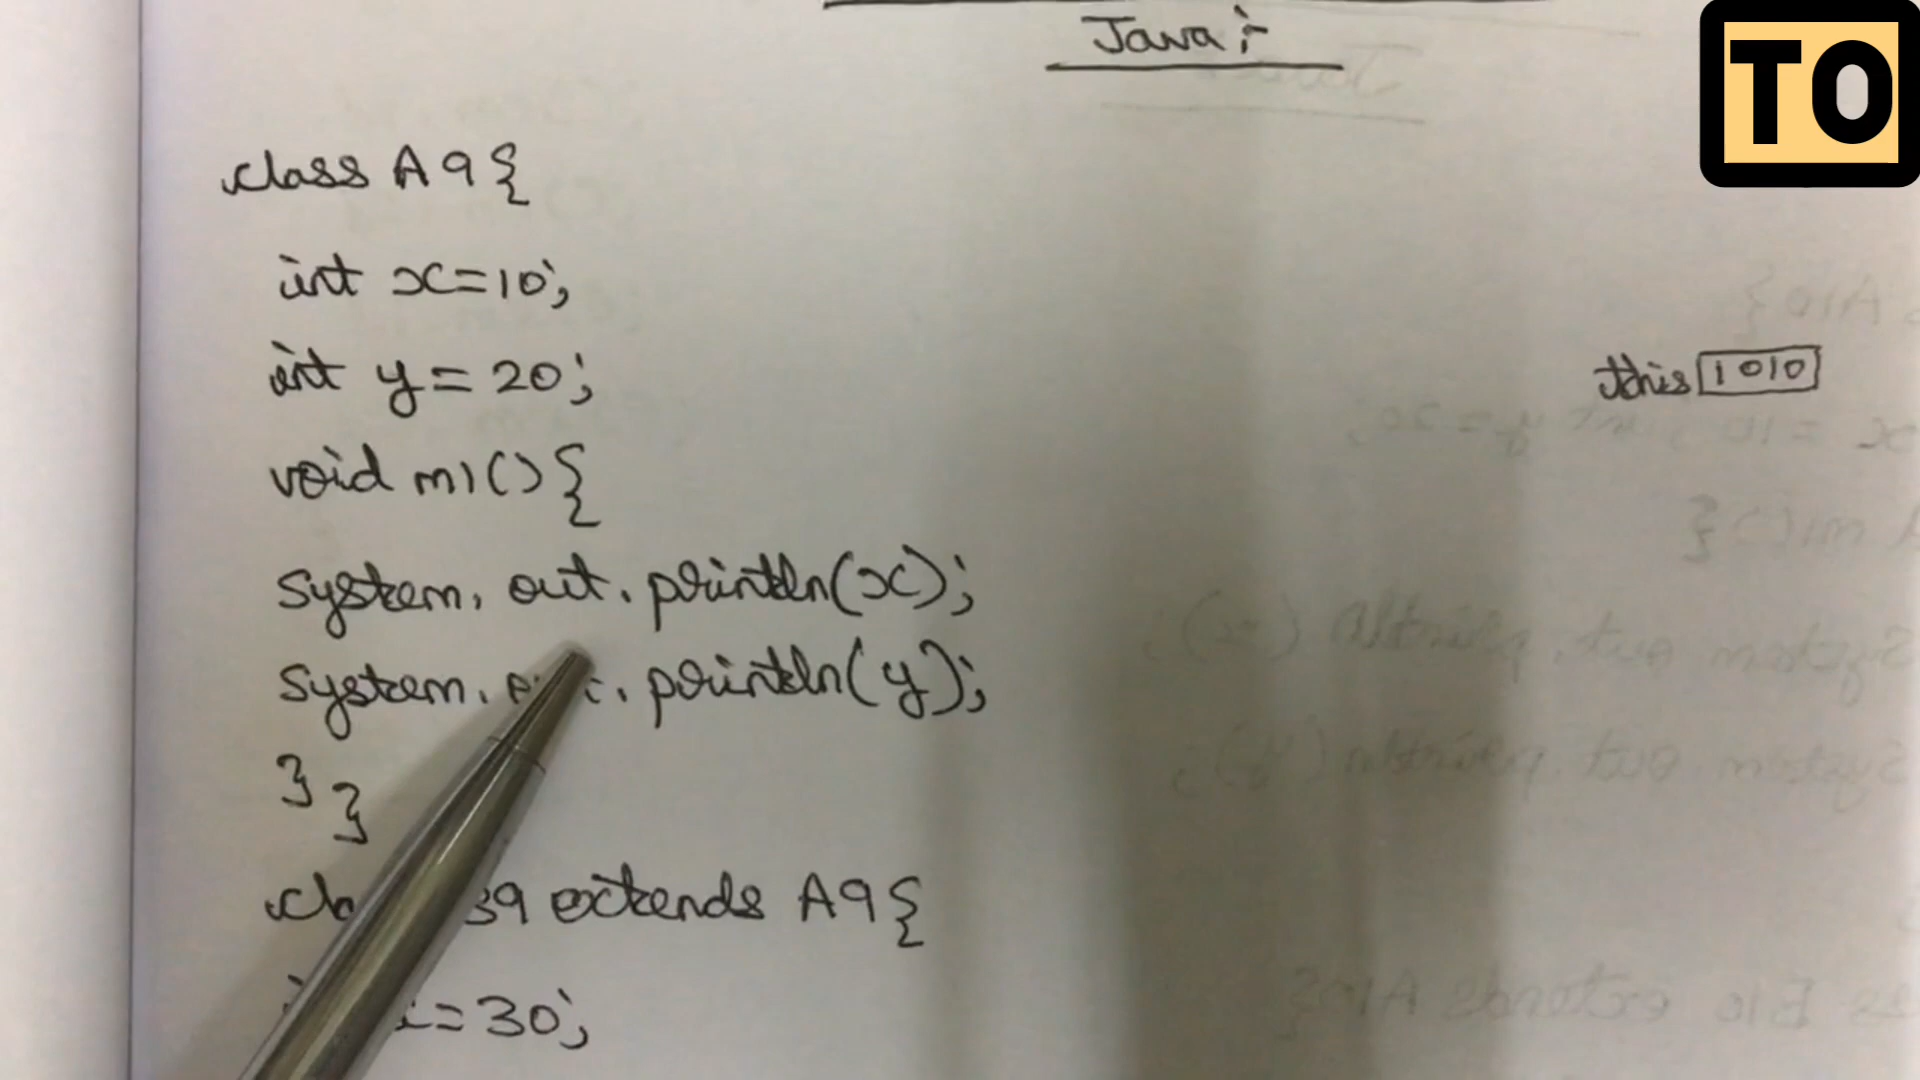 Java :-
TO
class A9{
int x=10;
int y = 20;
this 1010
void m1(){
system. out. println(x);
system. . println(y);
}
}
extends A9{
= 30;